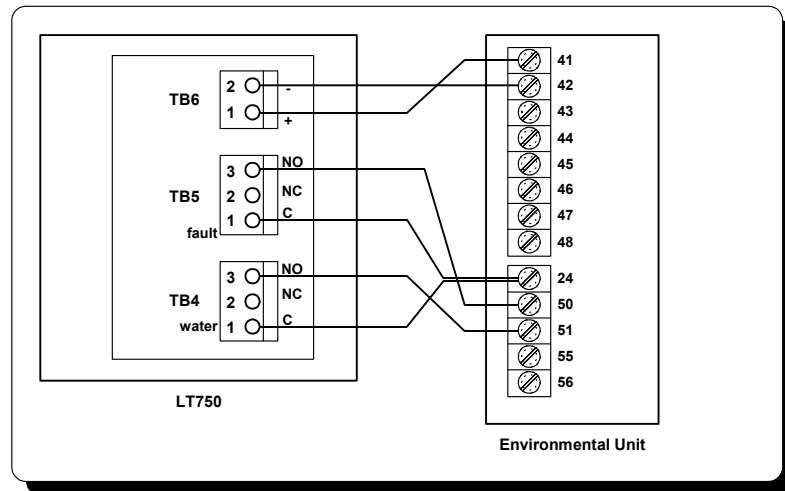 TB6
2 -
1 +
TB5
fault
3 NO
2 NC
1 C
TB4
water
3 NO
2 NC
1 C
LT750
41
42
43
44
45
46
47
48
24
50
51
55
56
Environmental Unit